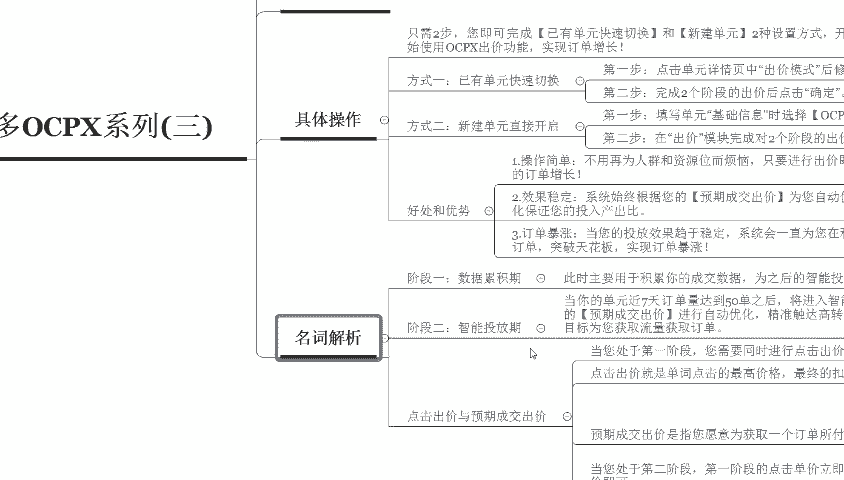 多OCPX系列(三)
具体操作
只需2步，您即可完成【已有单元快速切换】和【新建单元】2种设置方式，开
始使用OCPX出价功能，实现订单增长！
方式一：已有单元快速切换
第一步：点击单元详情页中“出价模式”后修
第二步：完成2个阶段的出价后点击“确定”。
方式二：新建单元直接开启
第一步：填写单元“基础信息”时选择【OCP
第二步：在“出价”模块完成对2个阶段的出价
好处和优势
1.操作简单：不用再为人群和资源位而烦恼，只要进行出价即
的订单增长！
2.效果稳定：系统始终根据您的【预期成交出价】为您自动优
化保证您的投入产出比。
3.订单暴涨：当您的投放效果趋于稳定，系统会一直为您在稳
订单，突破天花板，实现订单暴涨！
名词解析
阶段一：数据累积期
此时主要用于积累你的成交数据，为之后的智能投
阶段二：智能投放期
当你的单元近7天订单量达到50单之后，将进入智能
的【预期成交出价】进行自动优化，精准触达高转
目标为您获取流量获取订单。
点击出价与预期成交出价
当您处于第一阶段，您需要同时进行点击出价
点击出价就是单词点击的最高价格，最终的扣
预期成交出价是指您愿意为获取一个订单所付
当您处于第二阶段，第一阶段的点击单价立即